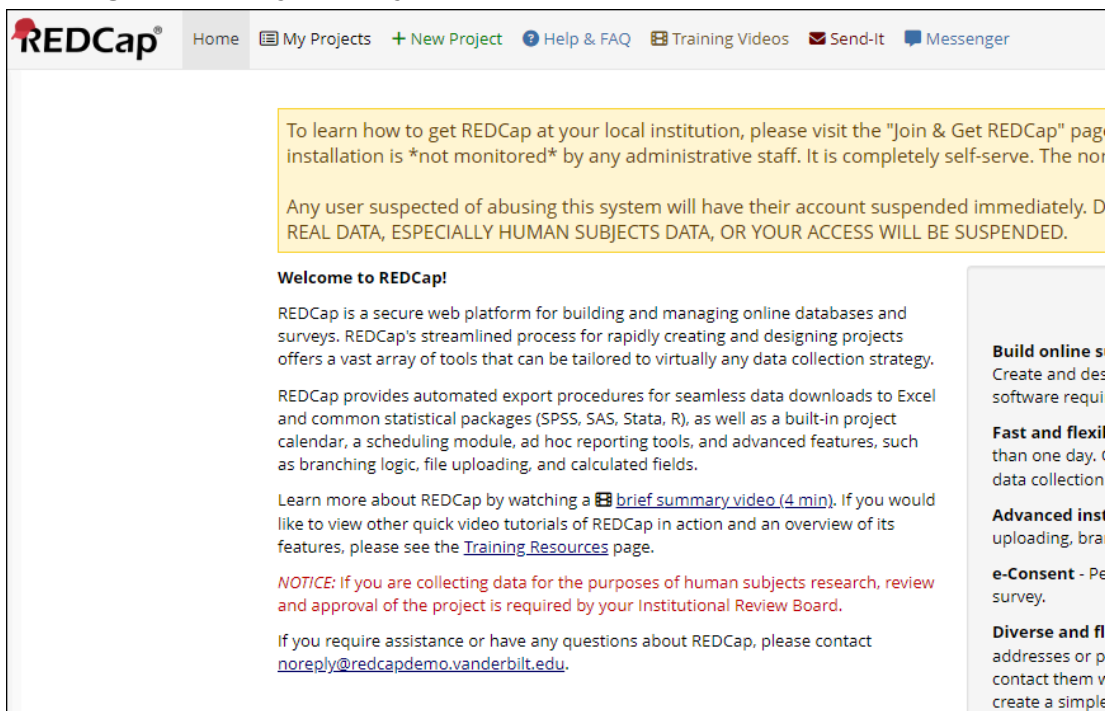 REDCap®
Home My Projects + New Project Help & FAQ Training Videos Send-It Messenger
To learn how to get REDCap at your local institution, please visit the "Join & Get REDCap"
installation is *not monitored* by any administrative staff. It is completely self-serve. The
Any user suspected of abusing this system will have their account suspended immediately.
REAL DATA, ESPECIALLY HUMAN SUBJECTS DATA, OR YOUR ACCESS WILL BE SUSPENDED.
Welcome to REDCap!
REDCap is a secure web platform for building and managing online databases and
surveys. REDCap's streamlined process for rapidly creating and designing projects
offers a vast array of tools that can be tailored to virtually any data collection strategy.
REDCap provides automated export procedures for seamless data downloads to Excel
and common statistical packages (SPSS, SAS, Stata, R), as well as a built-in project
calendar, a scheduling module, ad hoc reporting tools, and advanced features, such
as branching logic, file uploading, and calculated fields.
Learn more about REDCap by watching a brief summary video (4 min). If you would
like to view other quick video tutorials of REDCap in action and an overview of its
features, please see the Training Resources page.
NOTICE: If you are collecting data for the purposes of human subjects research, review
and approval of the project is required by your Institutional Review Board.
If you require assistance or have any questions about REDCap, please contact
noreply@redcapdemo.vanderbilt.edu.
Build online
Create and
software
Fast and
than one day.
data collection
Advanced
uploading,
e-Consent -
survey.
Diverse and
addresses or
contact them
create a simple